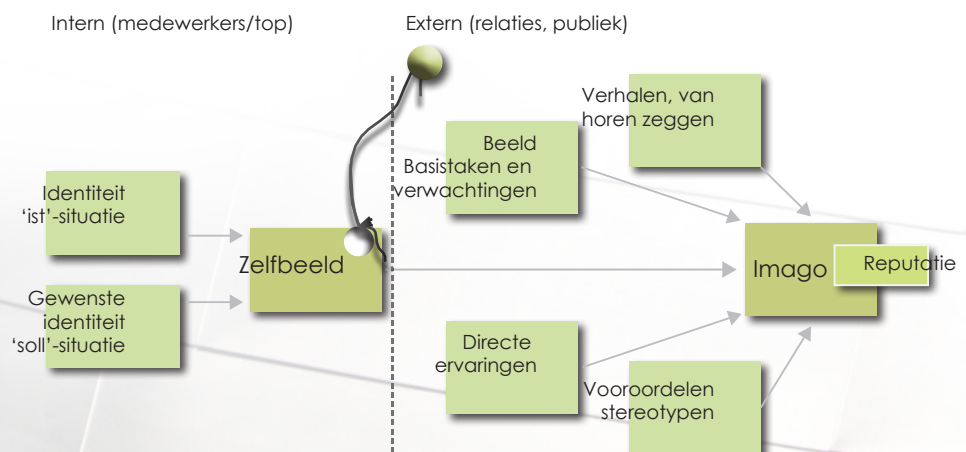 Intern (medewerkers/top)
Extern (relaties, publiek)
Verhalen, van
horen zeggen
Beeld
Basistaken en
verwachtingen
Identiteit
‘ist’-situatie
Zelfbeeld
Imago
Reputatie
Gewenste
identiteit
‘soll’-situatie
Directe
ervaringen
Vooroordelen
stereotypen